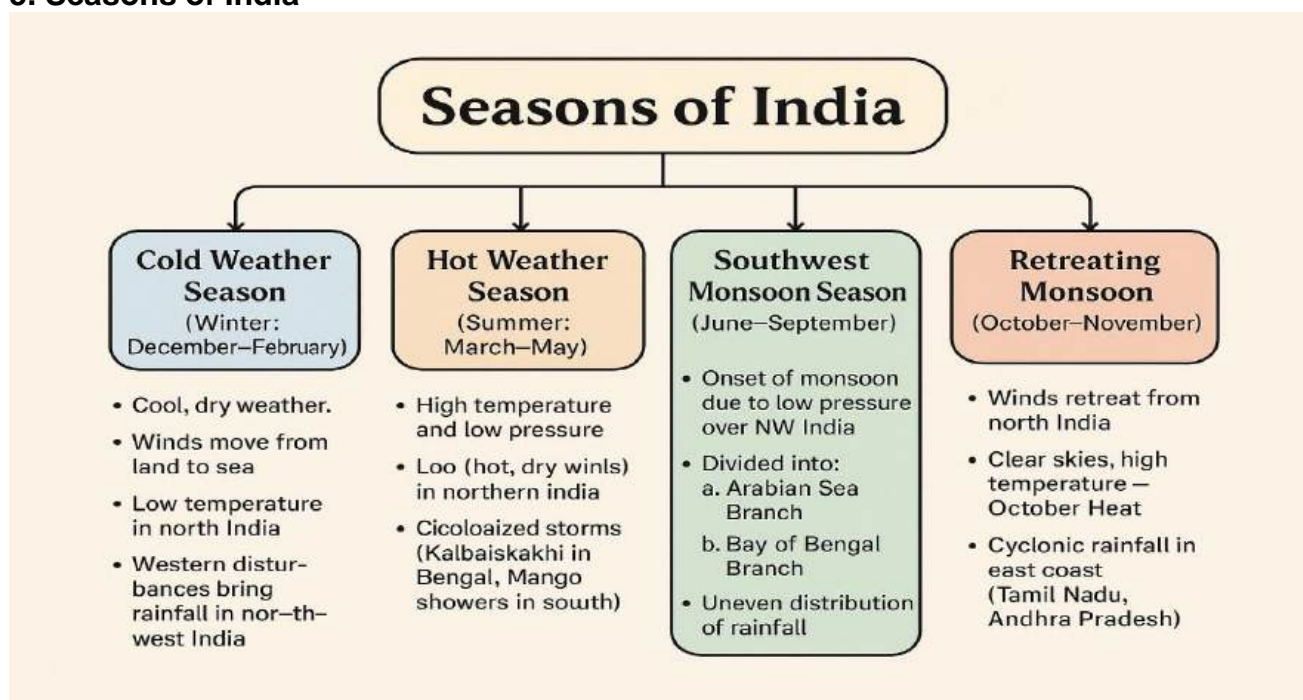 3. Seasons of India
Seasons of India
Cold Weather
Season
(Winter:
December–February)
• Cool, dry weather.
• Winds move from
land to sea
• Low temperature
in north India
• Western distur-
bances bring
rainfall in nor–th–
west India
Hot Weather
Season
(Summer:
March–May)
• High temperature
and low pressure
• Loo (hot, dry winls)
in northern india
• Cicoloaized storms
(Kalbaiskakhi in
Bengal, Mango
showers in soutth)
Southwest
Monsoon Season
(June–September)
• Onset of monsoon
due to low pressure
over NW India
• Divided into:
a. Arabian Sea
Branch
b. Bay of Bengal
Branch
• Uneven distribution
of rainfall
Retreating
Monsoon
(October–November)
• Winds retreat from
north India
• Clear skies, high
temperature —
October Heat
• Cyclonic rainfall in
east coast
(Tamil Nadu,
Andhra Pradesh)